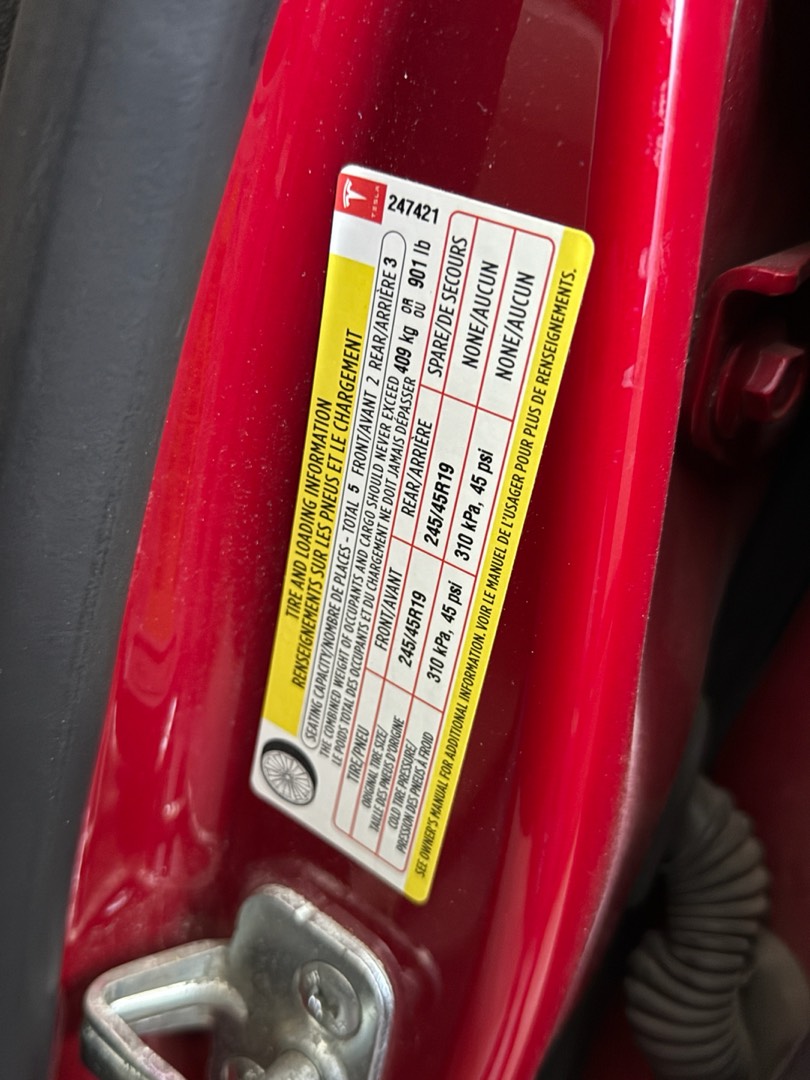 TESLA
247421
TIRE AND LOADING INFORMATION
RENSEIGNEMENTS SUR LES PNEUS ET LE CHARGEMENT
SEATING CAPACITY/NOMBRE DE PLACES - TOTAL 5 FRONT/AVANT 2 REAR/ARRIÈRE 3
THE COMBINED WEIGHT OF OCCUPANTS AND CARGO SHOULD NEVER EXCEED 409 kg OR 901 lb
LE POIDS TOTAL DES OCCUPANTS ET DU CHARGEMENT NE DOIT JAMAIS DÉPASSER OU
TIRE/PNEU FRONT/AVANT REAR/ARRIÈRE SPARE/DE SECOURS
ORIGINAL TIRE SIZE/
TAILLE DES PNEUS D'ORIGINE 245/45R19 245/45R19 NONE/AUCUN
COLD TIRE PRESSURE/
PRESSION DES PNEUS À FROID 310 kPa, 45 psi 310 kPa, 45 psi NONE/AUCUN
SEE OWNER'S MANUAL FOR ADDITIONAL INFORMATION. VOIR LE MANUEL DE L'USAGER POUR PLUS DE RENSEIGNEMENTS.